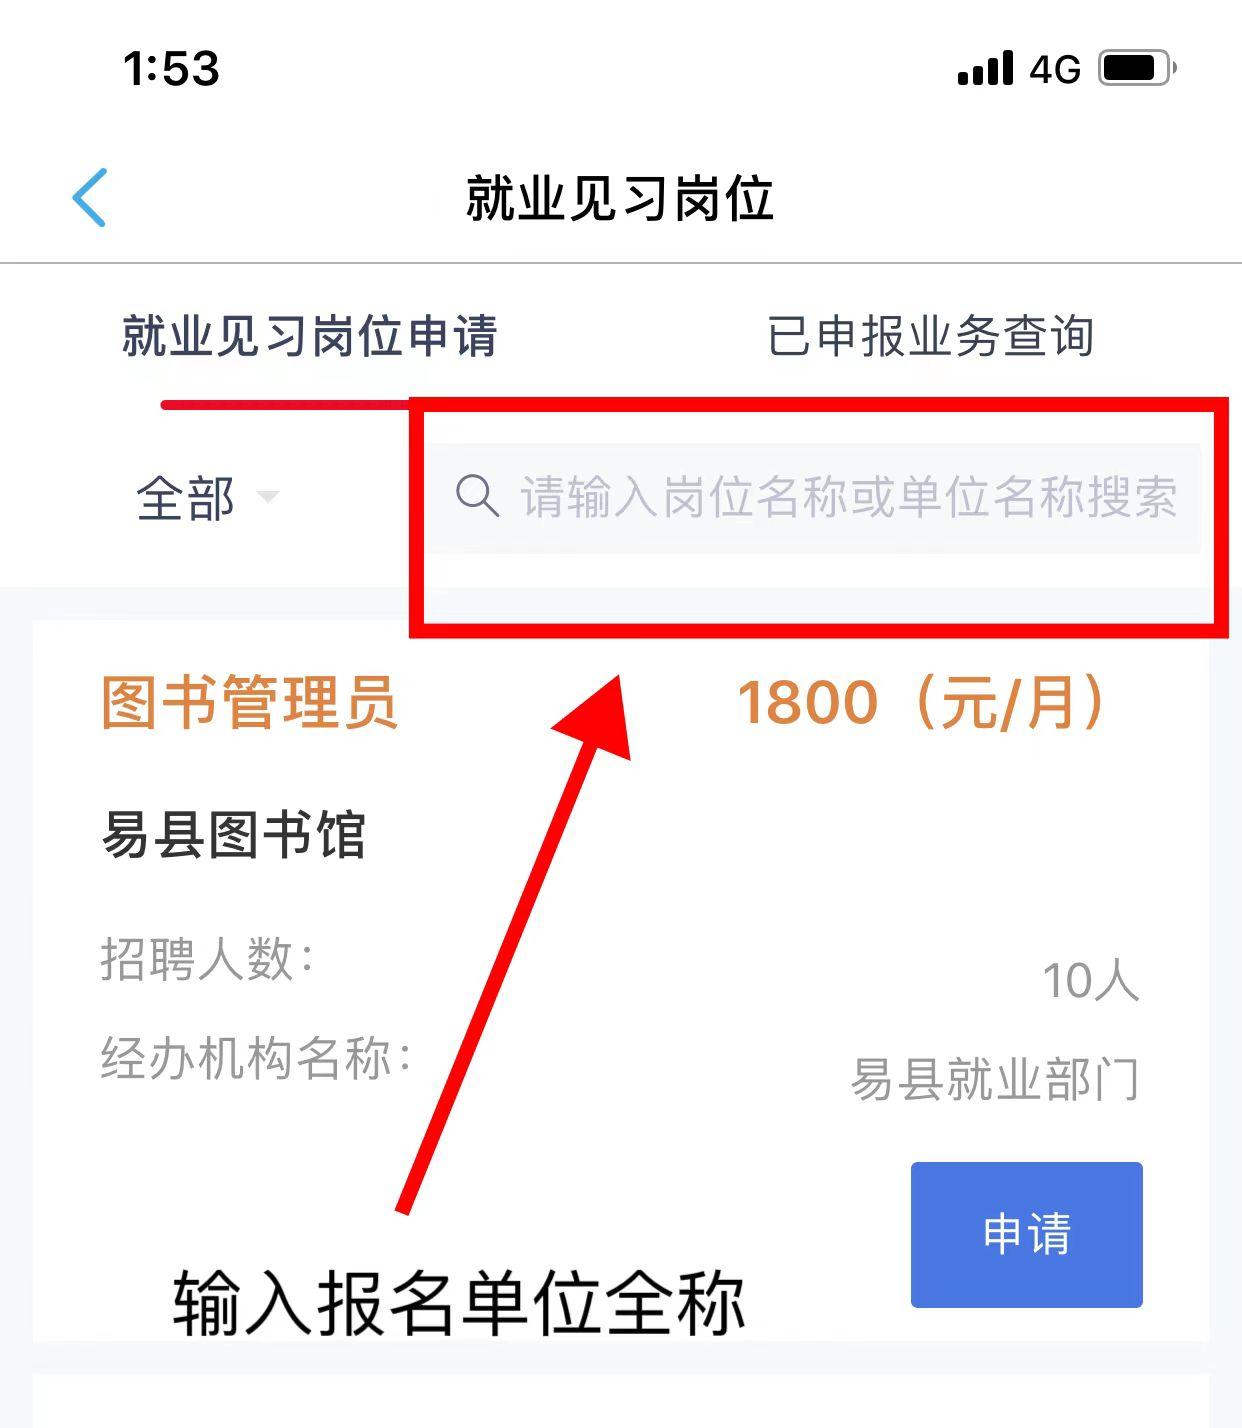 1:53
4G
就业见习岗位
就业见习岗位申请
已申报业务查询
全部
请输入岗位名称或单位名称搜索
图书管理员
1800（元/月）
易县图书馆
招聘人数：
10人
经办机构名称：
易县就业部门
申请
输入报名单位全称